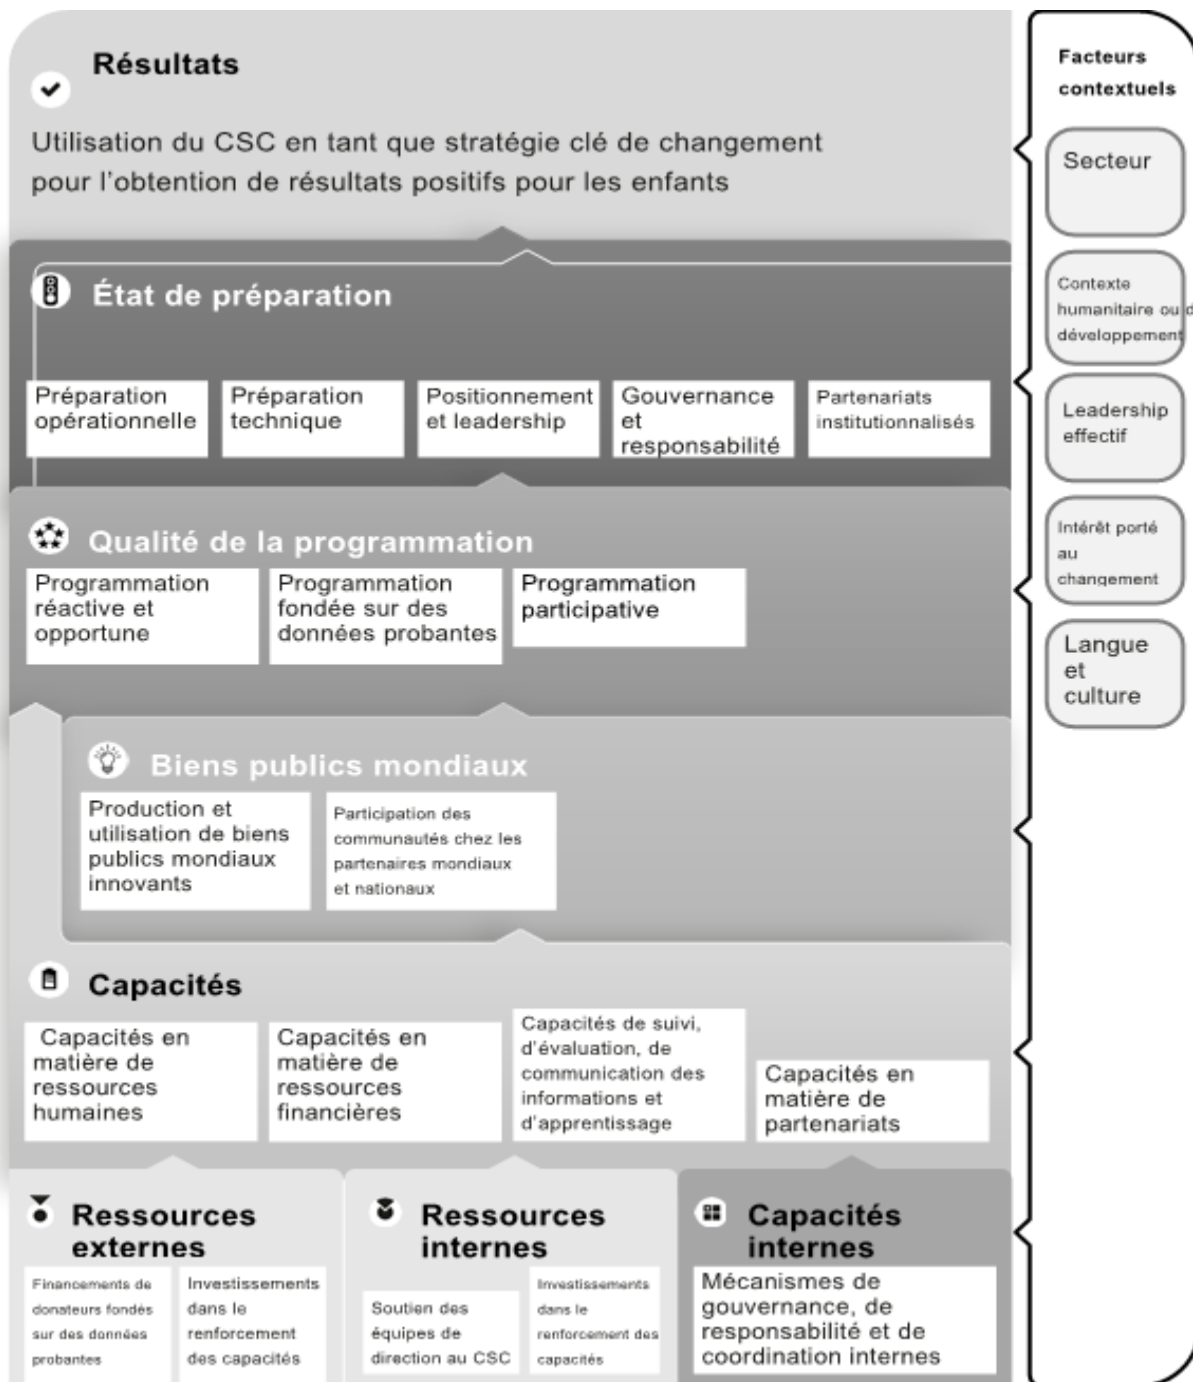 Résultats
Utilisation du CSC en tant que stratégie clé de changement
pour l'obtention de résultats positifs pour les enfants
État de préparation
Préparation
opérationnelle
Préparation
technique
Positionnement
et leadership
Gouvernance
et
responsabilité
Partenariats
institutionnalisés
Qualité de la programmation
Programmation
réactive et
opportune
Programmation
fondée sur des
données probantes
Programmation
participative
Biens publics mondiaux
Production et
utilisation de biens
publics mondiaux
innovants
Participation des
communautés chez les
partenaires mondiaux
et nationaux
Capacités
Capacités en
matière de
ressources
humaines
Capacités en
matière de
ressources
financières
Capacités de suivi,
d'évaluation, de
communication des
informations et
d'apprentissage
Capacités en
matière de
partenariats
Ressources
externes
Financements de
donateurs fondés
sur des données
probantes
Investissements
dans le
renforcement
des capacités
Ressources
internes
Soutien des
équipes de
direction au CSC
Investissements
dans le
renforcement des
capacités
Capacités
internes
Mécanismes de
gouvernance, de
responsabilité et de
coordination internes
Facteurs
contextuels
Secteur
Contexte
humanitaire ou d
développement
Leadership
effectif
Intérêt porté
au
changement
Langue
et
culture